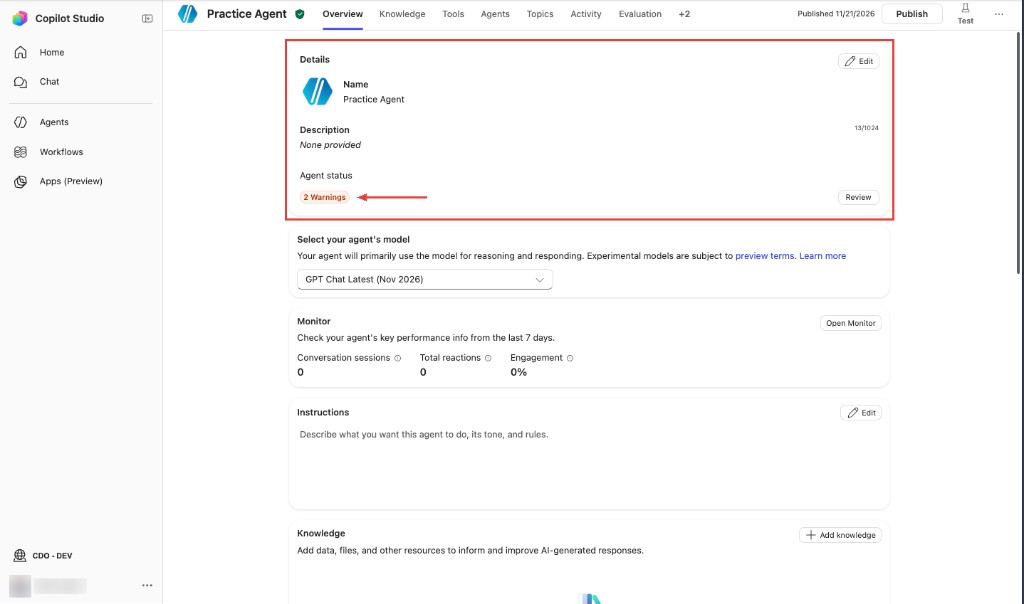 Copilot Studio
Home
Chat
Agents
Workflows
Apps (Preview)
CDO - DEV
Practice Agent Overview Knowledge Tools Agents Topics Activity Evaluation +2 Published 11/21/2026 Publish Test
Details Edit
Name
Practice Agent
Description 13/1024
None provided
Agent status
2 Warnings Review
Select your agent's model
Your agent will primarily use the model for reasoning and responding. Experimental models are subject to preview terms. Learn more
GPT Chat Latest (Nov 2026)
Monitor Open Monitor
Check your agent's key performance info from the last 7 days.
Conversation sessions Total reactions Engagement
0 0 0%
Instructions Edit
Describe what you want this agent to do, its tone, and rules.
Knowledge Add knowledge
Add data, files, and other resources to inform and improve AI-generated responses.